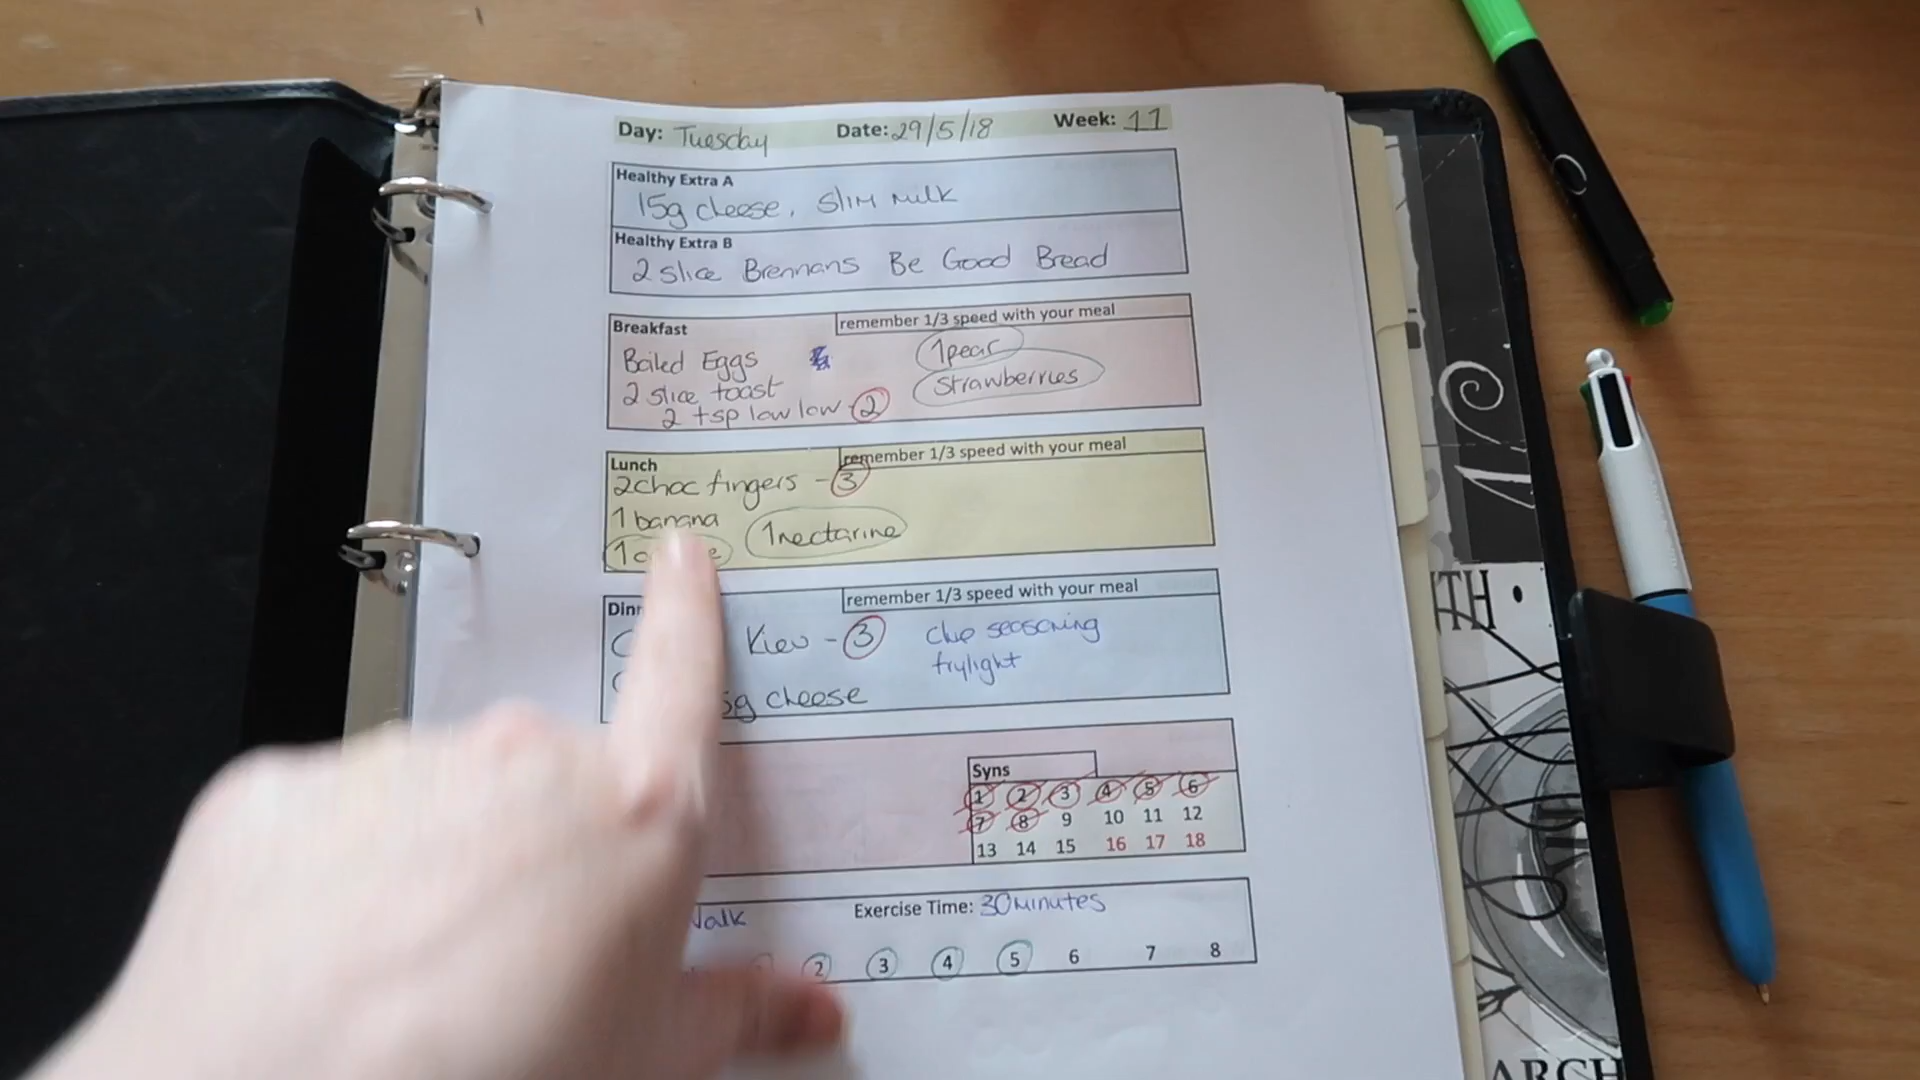 Day: Tuesday Date: 29/5/18 Week: 11
Healthy Extra A
15g cheese, Slim Milk
Healthy Extra B
2 slice Brennans Be Good Bread
Breakfast remember 1/3 speed with your meal
Boiled Eggs 1 pear
2 slice toast strawberries
2 tsp low low - 2
Lunch remember 1/3 speed with your meal
2 choc fingers - 3
1 banana
1 1 nectarine
remember 1/3 speed with your meal
Kiev - 3 chip seasoning
frylight
5g cheese
Syns
1 2 3 4 5 6
7 8 9 10 11 12
13 14 15 16 17 18
Walk Exercise Time: 30 minutes
2 3 4 5 6 7 8
TH
ARCH